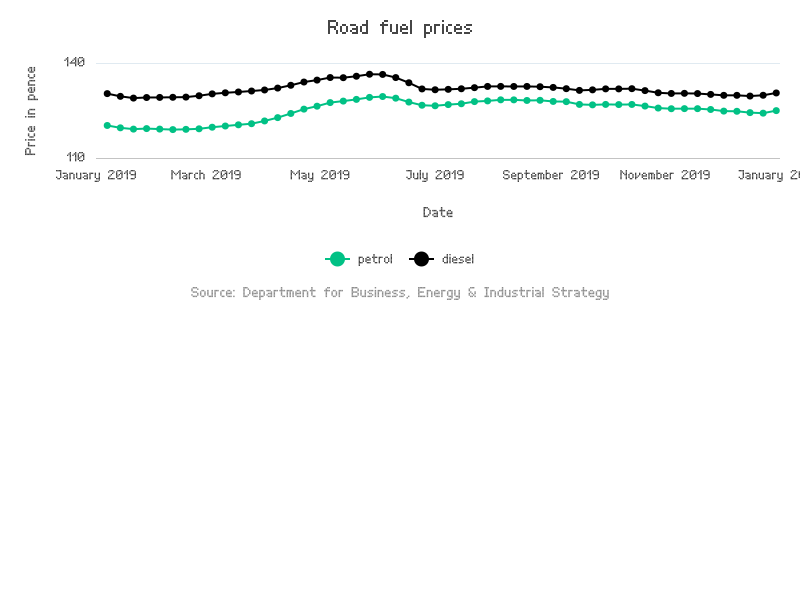 Road fuel prices
Price in pence
140
110
January 2019 March 2019 May 2019 July 2019 September 2019 November 2019 January
Date
petrol diesel
Source: Department for Business, Energy & Industrial Strategy